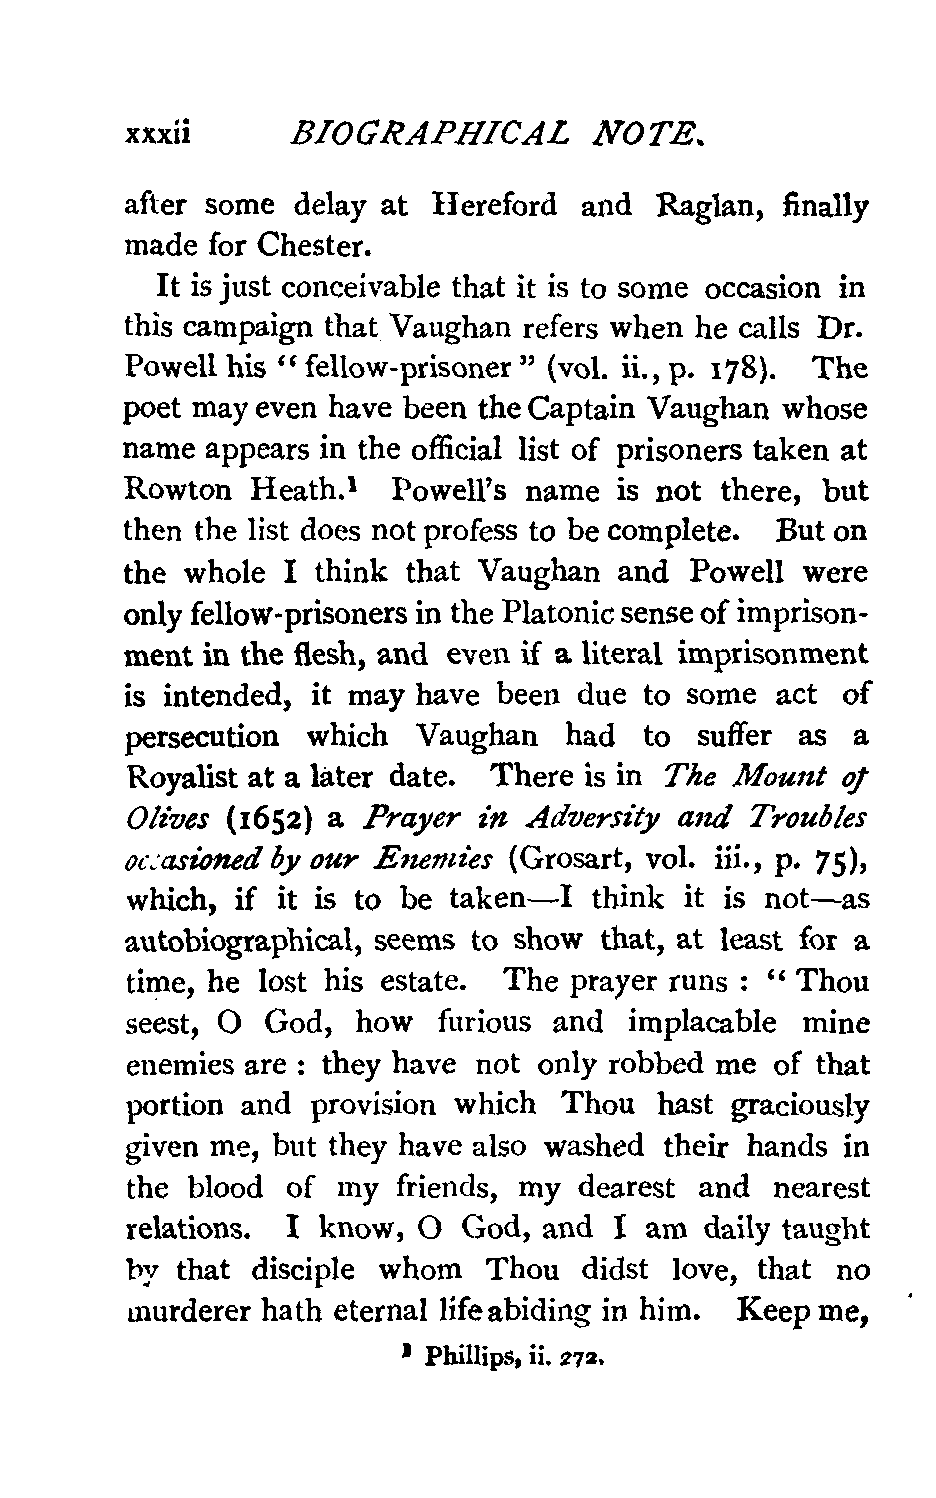 xxxii BIOGRAPHICAL NOTE.
after some delay at Hereford and Raglan, finally
made for Chester.
It is just conceivable that it is to some occasion in
this campaign that Vaughan refers when he calls Dr.
Powell his “ fellow-prisoner ” (vol. ii., p. 178). The
poet may even have been the Captain Vaughan whose
name appears in the official list of prisoners taken at
Rowton Heath.¹ Powell’s name is not there, but
then the list does not profess to be complete. But on
the whole I think that Vaughan and Powell were
only fellow-prisoners in the Platonic sense of imprison-
ment in the flesh, and even if a literal imprisonment
is intended, it may have been due to some act of
persecution which Vaughan had to suffer as a
Royalist at a later date. There is in The Mount of
Olives (1652) a Prayer in Adversity and Troubles
occasioned by our Enemies (Grosart, vol. iii., p. 75),
which, if it is to be taken—I think it is not—as
autobiographical, seems to show that, at least for a
time, he lost his estate. The prayer runs : “ Thou
seest, O God, how furious and implacable mine
enemies are : they have not only robbed me of that
portion and provision which Thou hast graciously
given me, but they have also washed their hands in
the blood of my friends, my dearest and nearest
relations. I know, O God, and I am daily taught
by that disciple whom Thou didst love, that no
murderer hath eternal life abiding in him. Keep me,
¹ Phillips, ii. 272.